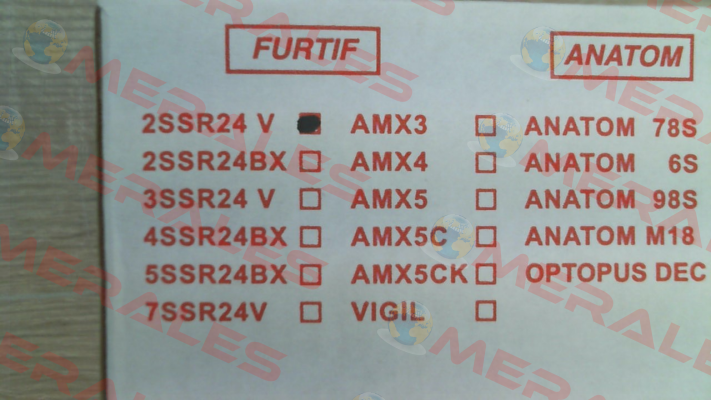 FURTIF ANATOM
2SSR24 V AMX3 ANATOM 78S
2SSR24BX AMX4 ANATOM 6S
3SSR24 V AMX5 ANATOM 98S
4SSR24BX AMX5C ANATOM M18
5SSR24BX AMX5CK OPTOPUS DEC
7SSR24V VIGIL
OMERALES